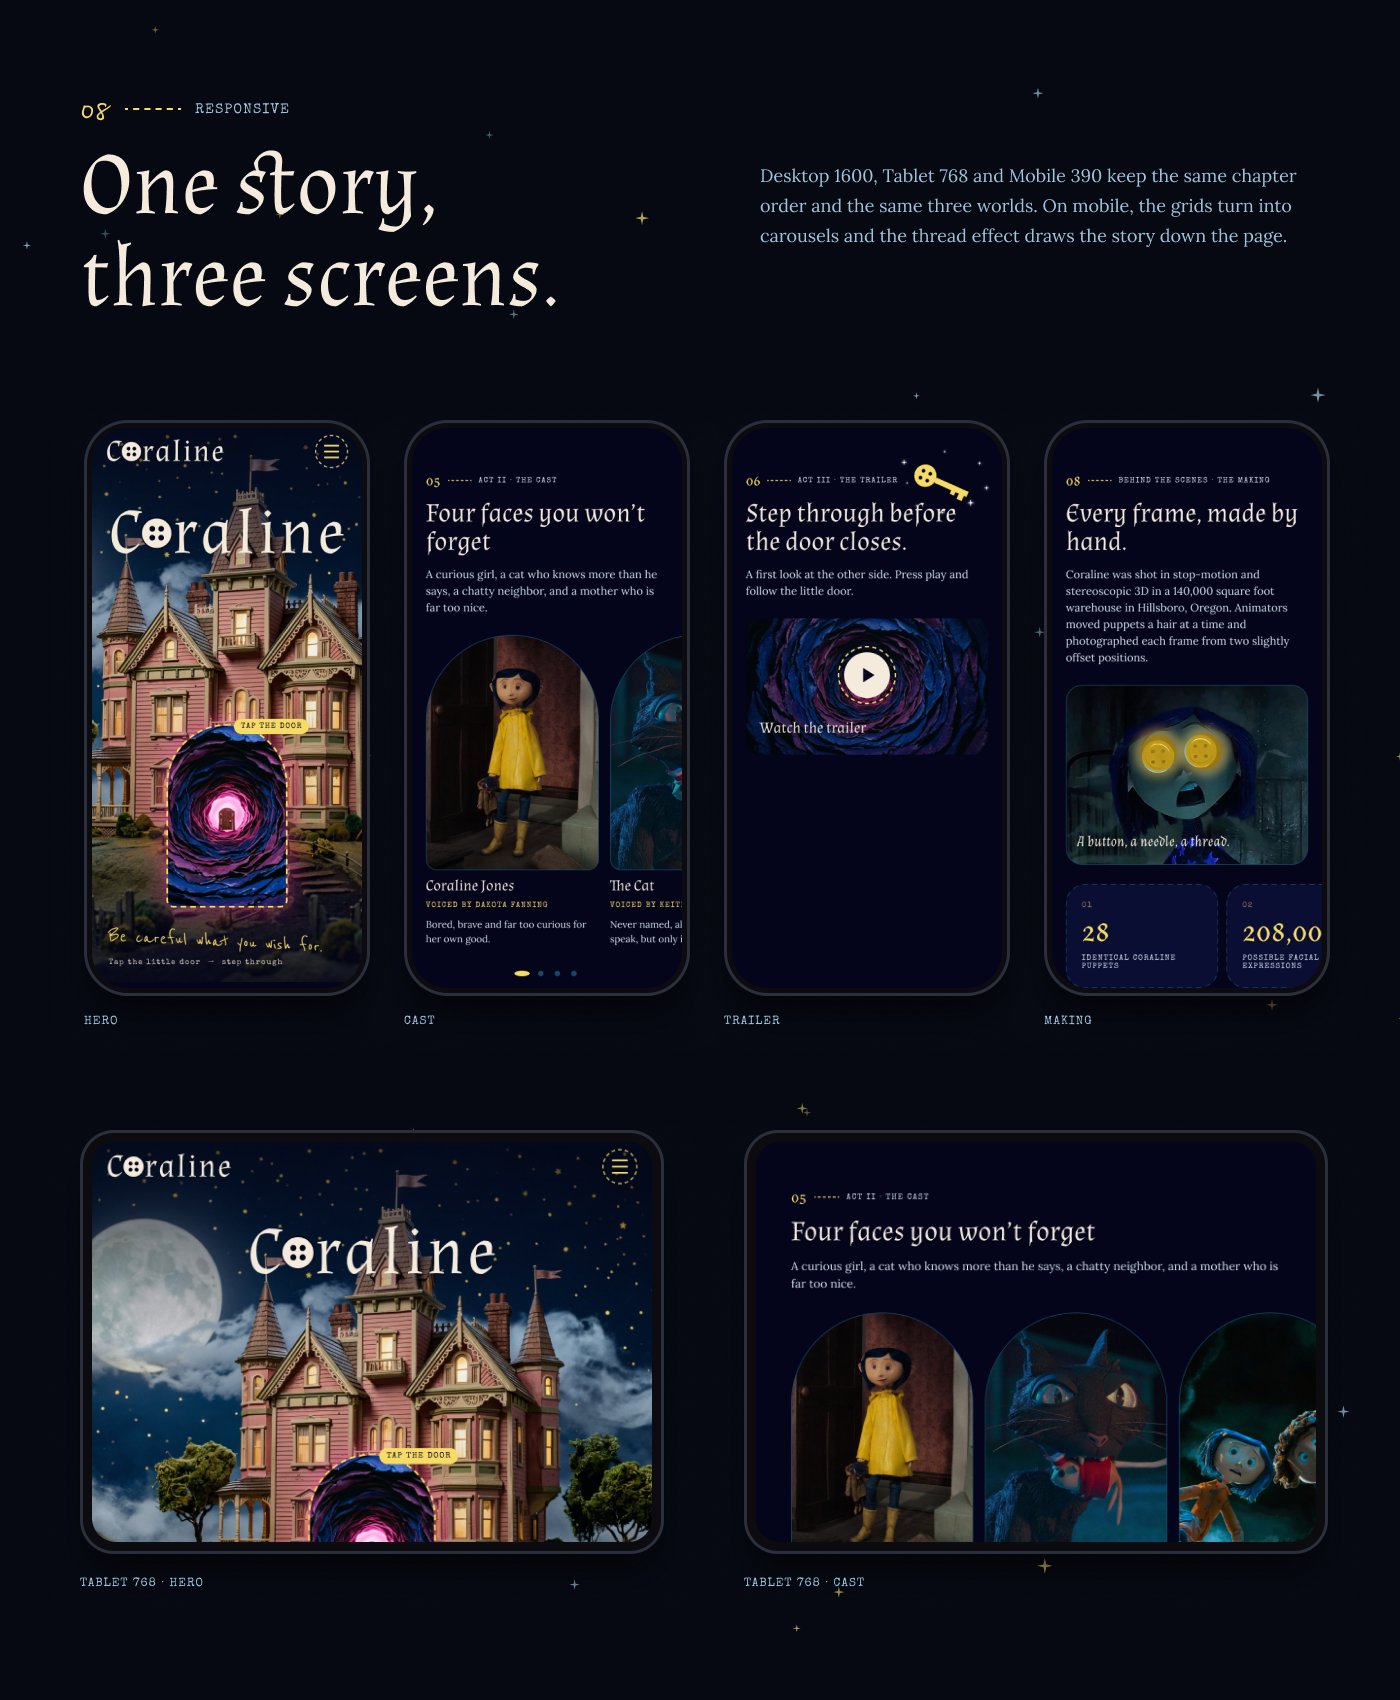 08 RESPONSIVE
One story,
three screens.
Desktop 1600, Tablet 768 and Mobile 390 keep the same chapter
order and the same three worlds. On mobile, the grids turn into
carousels and the thread effect draws the story down the page.
Coraline
Coraline
TAP THE DOOR
Be careful what you wish for.
Tap the little door → step through
HERO
05 ACT II · THE CAST
Four faces you won't
forget
A curious girl, a cat who knows more than he
says, a chatty neighbor, and a mother who is
far too nice.
Coraline Jones
VOICED BY DAKOTA FANNING
Bored, brave and far too curious for
her own good.
The Cat
VOICED BY KEIT
Never named, al
speak, but only i
CAST
06 ACT III · THE TRAILER
Step through before
the door closes.
A first look at the other side. Press play and
follow the little door.
Watch the trailer
TRAILER
08 BEHIND THE SCENES · THE MAKING
Every frame, made by
hand.
Coraline was shot in stop-motion and
stereoscopic 3D in a 140,000 square foot
warehouse in Hillsboro, Oregon. Animators
moved puppets a hair at a time and
photographed each frame from two slightly
offset positions.
A button, a needle, a thread.
01
28
IDENTICAL CORALINE
PUPPETS
02
208,00
POSSIBLE FACIAL
EXPRESSIONS
MAKING
Coraline
Coraline
TAP THE DOOR
TABLET 768 · HERO
05 ACT II · THE CAST
Four faces you won't forget
A curious girl, a cat who knows more than he says, a chatty neighbor, and a mother who is
far too nice.
TABLET 768 · CAST